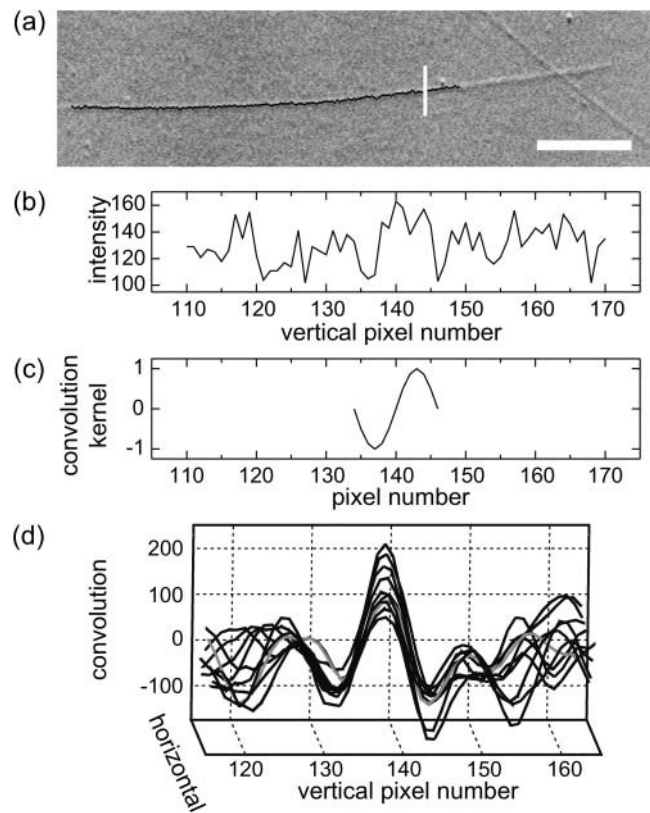 (a)
(b)
intensity
160
140
120
100
110 120 130 140 150 160 170
vertical pixel number
(c)
convolution
kernel
1
0
-1
110 120 130 140 150 160 170
pixel number
(d)
convolution
200
100
0
-100
horizontal
120 130 140 150 160
vertical pixel number